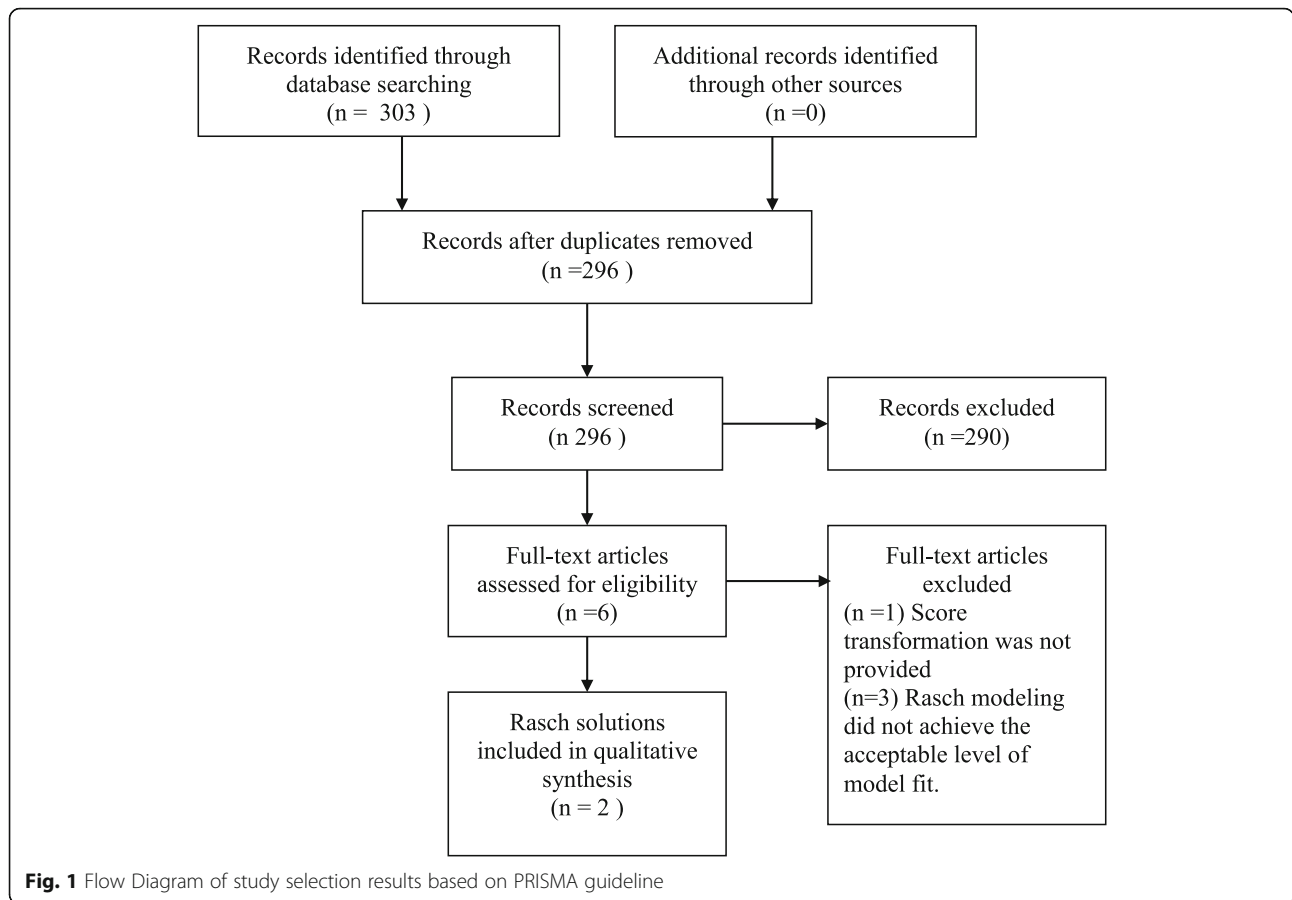 Records identified through
database searching
(n = 303 )
Additional records identified
through other sources
(n =0)
Records after duplicates removed
(n =296 )
Records screened
(n 296 )
Records excluded
(n =290)
Full-text articles
assessed for eligibility
(n =6)
Full-text articles
excluded
(n =1) Score
transformation was not
provided
(n=3) Rasch modeling
did not achieve the
acceptable level of
model fit.
Rasch solutions
included in qualitative
synthesis
(n = 2 )
Fig. 1 Flow Diagram of study selection results based on PRISMA guideline